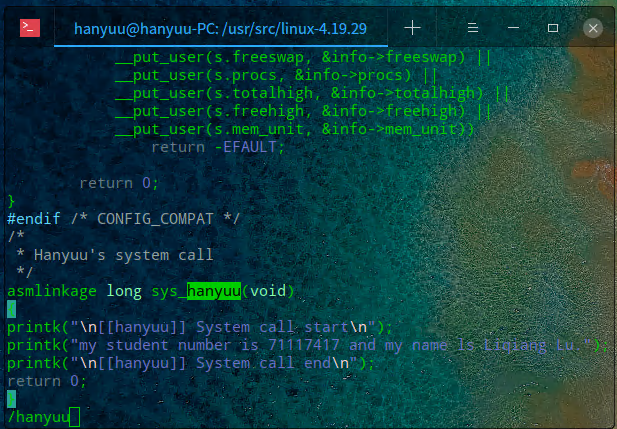 hanyuu@hanyuu-PC: /usr/src/linux-4.19.29
__put_user(s.freeswap, &info->freeswap) ||
__put_user(s.procs, &info->procs) ||
__put_user(s.totalhigh, &info->totalhigh) ||
__put_user(s.freehigh, &info->freehigh) ||
__put_user(s.mem_unit, &info->mem_unit))
return -EFAULT;
return 0;
}
#endif /* CONFIG_COMPAT */
/*
* Hanyuu's system call
*/
asmlinkage long sys_hanyuu(void)
{
printk("\n[[hanyuu]] System call start\n");
printk("my student number is 71117417 and my name is Liqiang Lu.");
printk("\n[[hanyuu]] System call end\n");
return 0;
}
/hanyuu